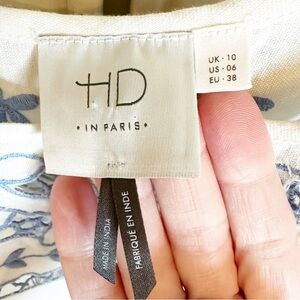 HD
• IN PARIS •
UK · 10
US · 06
EU · 38
MADE IN INDIA
FABRIQUÉ EN INDE